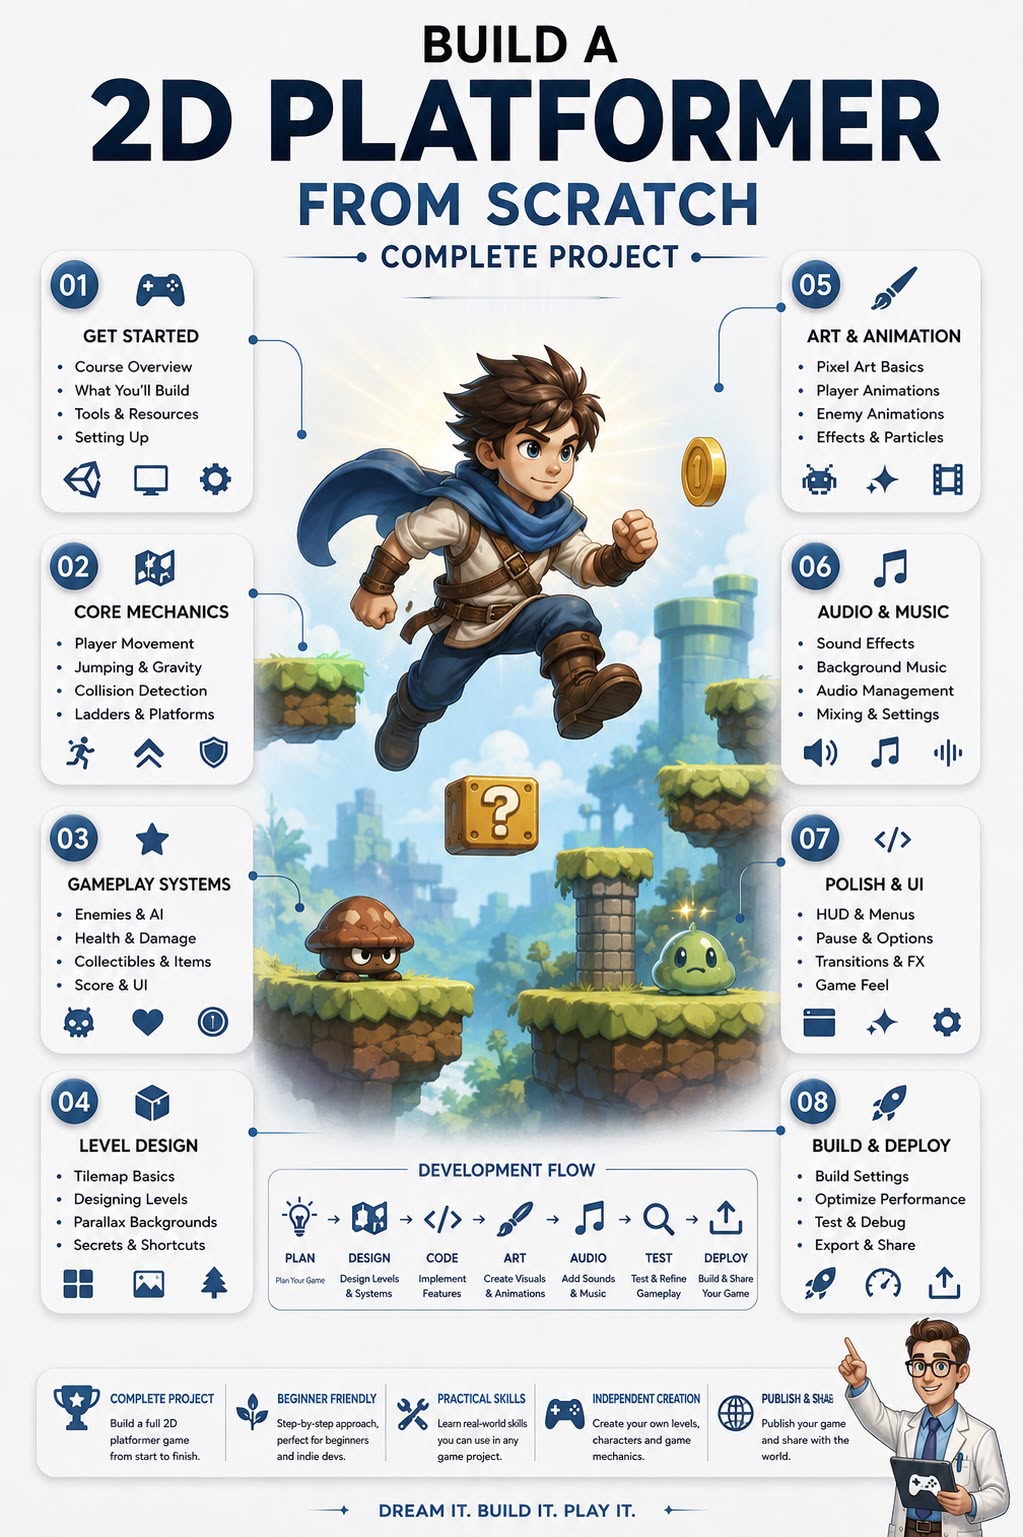 BUILD A
2D PLATFORMER
FROM SCRATCH
COMPLETE PROJECT
01
GET STARTED
• Course Overview
• What You'll Build
• Tools & Resources
• Setting Up
02
CORE MECHANICS
• Player Movement
• Jumping & Gravity
• Collision Detection
• Ladders & Platforms
03
GAMEPLAY SYSTEMS
• Enemies & AI
• Health & Damage
• Collectibles & Items
• Score & UI
04
LEVEL DESIGN
• Tilemap Basics
• Designing Levels
• Parallax Backgrounds
• Secrets & Shortcuts
05
ART & ANIMATION
• Pixel Art Basics
• Player Animations
• Enemy Animations
• Effects & Particles
06
AUDIO & MUSIC
• Sound Effects
• Background Music
• Audio Management
• Mixing & Settings
07
POLISH & UI
• HUD & Menus
• Pause & Options
• Transitions & FX
• Game Feel
08
BUILD & DEPLOY
• Build Settings
• Optimize Performance
• Test & Debug
• Export & Share
?
DEVELOPMENT FLOW
PLAN
Plan Your Game
DESIGN
Design Levels
& Systems
CODE
Implement
Features
ART
Create Visuals
& Animations
AUDIO
Add Sounds
& Music
TEST
Test & Refine
Gameplay
DEPLOY
Build & Share
Your Game
COMPLETE PROJECT
Build a full 2D
platformer game
from start to finish.
BEGINNER FRIENDLY
Step-by-step approach,
perfect for beginners
and indie devs.
PRACTICAL SKILLS
Learn real-world skills
you can use in any
game project.
INDEPENDENT CREATION
Create your own levels,
characters and game
mechanics.
PUBLISH &
Publish your game
and share with the
world.
DREAM IT. BUILD IT. PLAY IT.